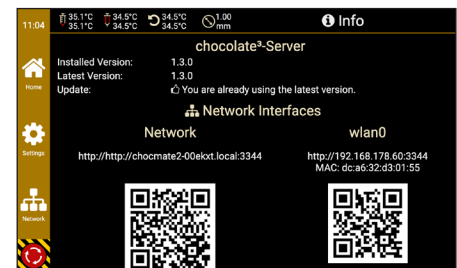 11:04
35.1°C 34.5°C 34.5°C 1.00 Info
35.1°C 34.5°C 34.5°C mm
chocolate³-Server
Installed Version: 1.3.0
Latest Version: 1.3.0
Update: You are already using the latest version.
Home
Network Interfaces
Network wlan0
Settings
http://http://chocmate2-00ekxt.local:3344 http://192.168.178.60:3344
MAC: dc:a6:32:d3:01:55
Network